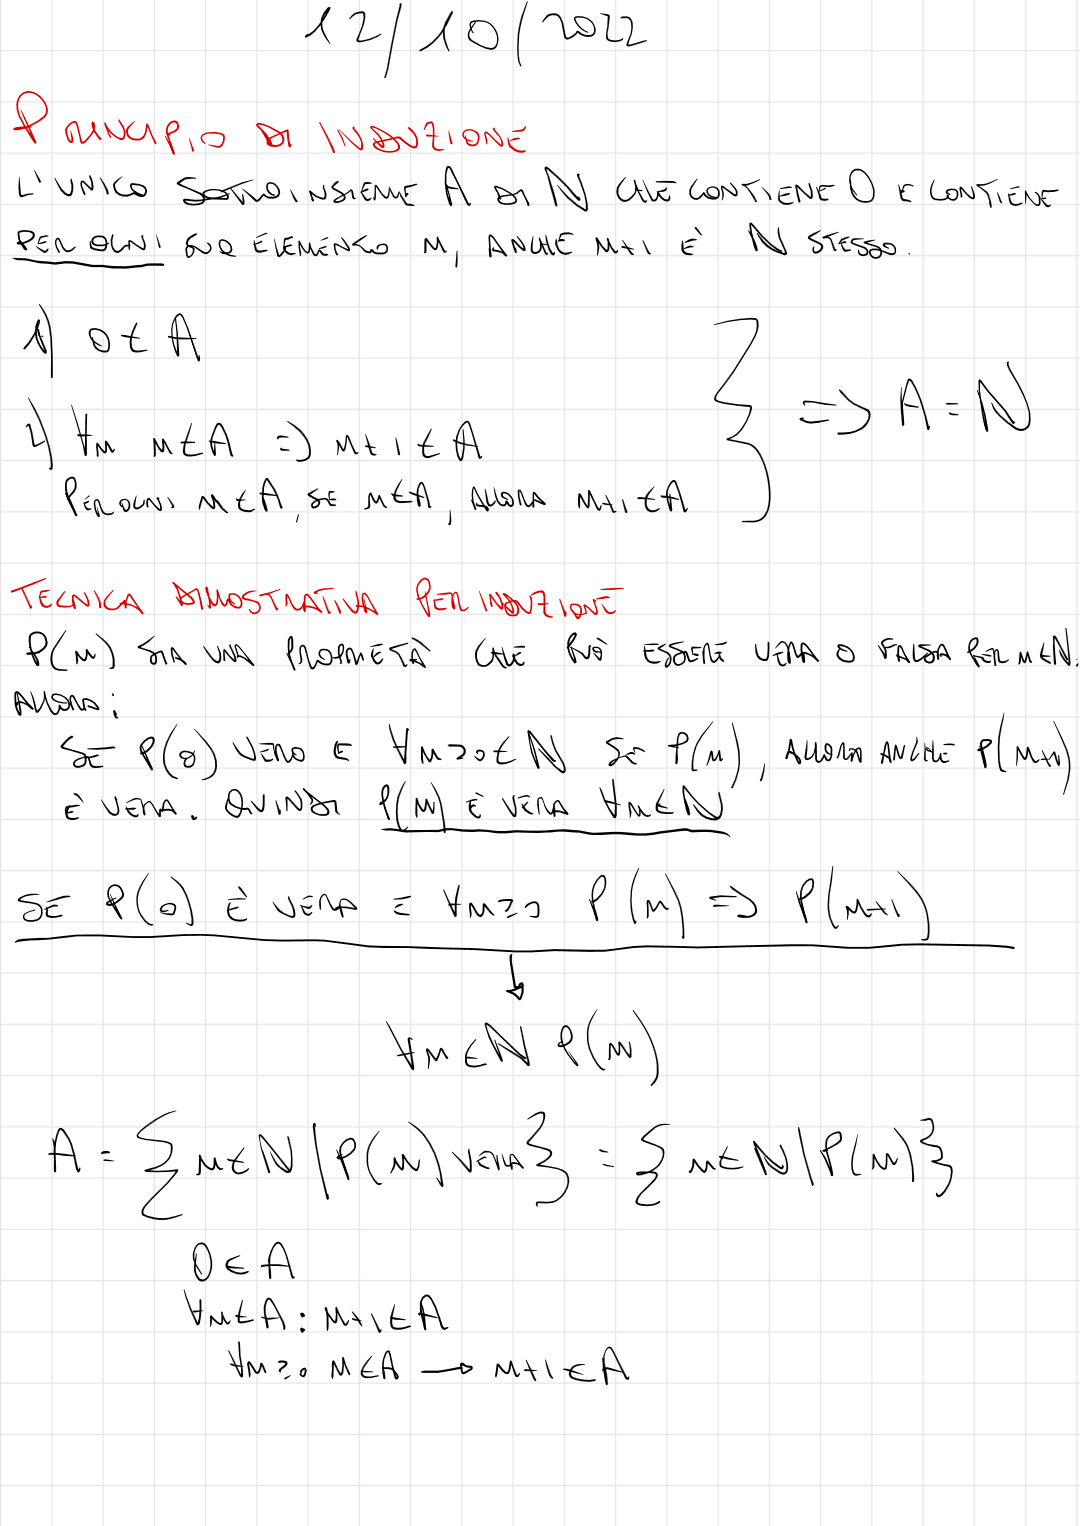 12/10/2022
PRINCIPIO DI INDUZIONE
L'UNICO SOTTOINSIEME A DI ℕ CHE CONTIENE 0 E CONTIENE
PER OGNI SUO ELEMENTO n, ANCHE n+1 È ℕ STESSO.
1) 0 ∈ A
2) ∀n n∈A => n+1 ∈ A
PER OGNI n∈A, SE n∈A, ALLORA n+1∈A
} => A = ℕ
TECNICA DIMOSTRATIVA PER INDUZIONE
P(n) SIA UNA PROPRIETÀ CHE PUÒ ESSERE VERA O FALSA PER n∈ℕ.
ALLORA:
SE P(0) VERO E ∀n≥0∈ℕ SE P(n), ALLORA ANCHE P(n+1)
È VERA. QUINDI P(n) È VERA ∀n∈ℕ
SE P(0) È VERA E ∀n≥0 P(n) => P(n+1)
↓
∀n∈ℕ P(n)
A = {n∈ℕ | P(n) VERA} = {n∈ℕ | P(n)}
0 ∈ A
∀n∈A : n+1∈A
∀n≥0 n∈A → n+1∈A